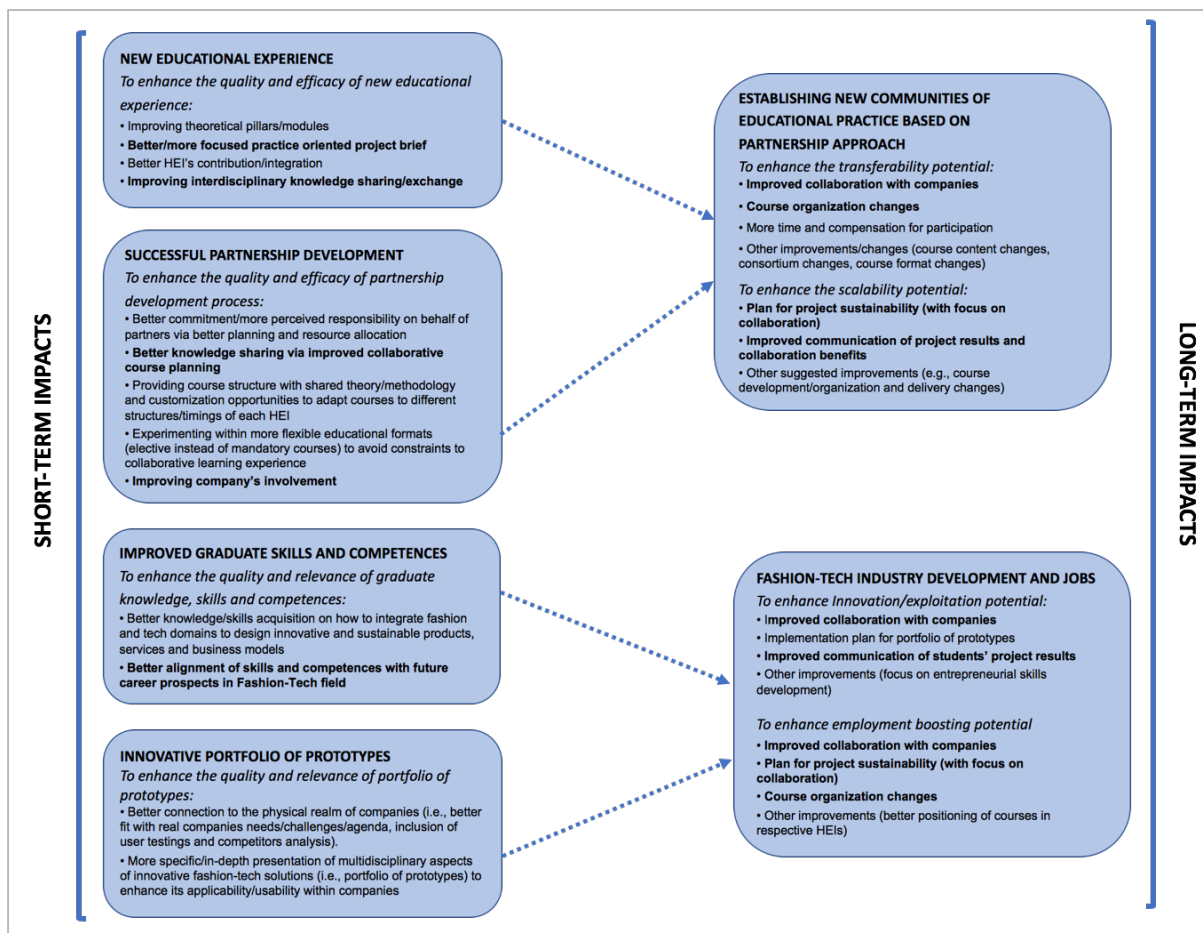 SHORT-TERM IMPACTS
NEW EDUCATIONAL EXPERIENCE
To enhance the quality and efficacy of new educational
experience:
• Improving theoretical pillars/modules
• Better/more focused practice oriented project brief
• Better HEI's contribution/integration
• Improving interdisciplinary knowledge sharing/exchange
SUCCESSFUL PARTNERSHIP DEVELOPMENT
To enhance the quality and efficacy of partnership
development process:
• Better commitment/more perceived responsibility on behalf of
partners via better planning and resource allocation
• Better knowledge sharing via improved collaborative
course planning
• Providing course structure with shared theory/methodology
and customization opportunities to adapt courses to different
structures/timings of each HEI
• Experimenting within more flexible educational formats
(elective instead of mandatory courses) to avoid constraints to
collaborative learning experience
• Improving company's involvement
IMPROVED GRADUATE SKILLS AND COMPETENCES
To enhance the quality and relevance of graduate
knowledge, skills and competences:
• Better knowledge/skills acquisition on how to integrate fashion
and tech domains to design innovative and sustainable products,
services and business models
• Better alignment of skills and competences with future
career prospects in Fashion-Tech field
INNOVATIVE PORTFOLIO OF PROTOTYPES
To enhance the quality and relevance of portfolio of
prototypes:
• Better connection to the physical realm of companies (i.e., better
fit with real companies needs/challenges/agenda, inclusion of
user testings and competitors analysis).
• More specific/in-depth presentation of multidisciplinary aspects
of innovative fashion-tech solutions (i.e., portfolio of prototypes) to
enhance its applicability/usability within companies
ESTABLISHING NEW COMMUNITIES OF
EDUCATIONAL PRACTICE BASED ON
PARTNERSHIP APPROACH
To enhance the transferability potential:
• Improved collaboration with companies
• Course organization changes
• More time and compensation for participation
• Other improvements/changes (course content changes,
consortium changes, course format changes)
To enhance the scalability potential:
• Plan for project sustainability (with focus on
collaboration)
• Improved communication of project results and
collaboration benefits
• Other suggested improvements (e.g., course
development/organization and delivery changes)
FASHION-TECH INDUSTRY DEVELOPMENT AND JOBS
To enhance Innovation/exploitation potential:
• Improved collaboration with companies
• Implementation plan for portfolio of prototypes
• Improved communication of students' project results
• Other improvements (focus on entrepreneurial skills
development)
To enhance employment boosting potential
• Improved collaboration with companies
• Plan for project sustainability (with focus on
collaboration)
• Course organization changes
• Other improvements (better positioning of courses in
respective HEIs)
LONG-TERM IMPACTS